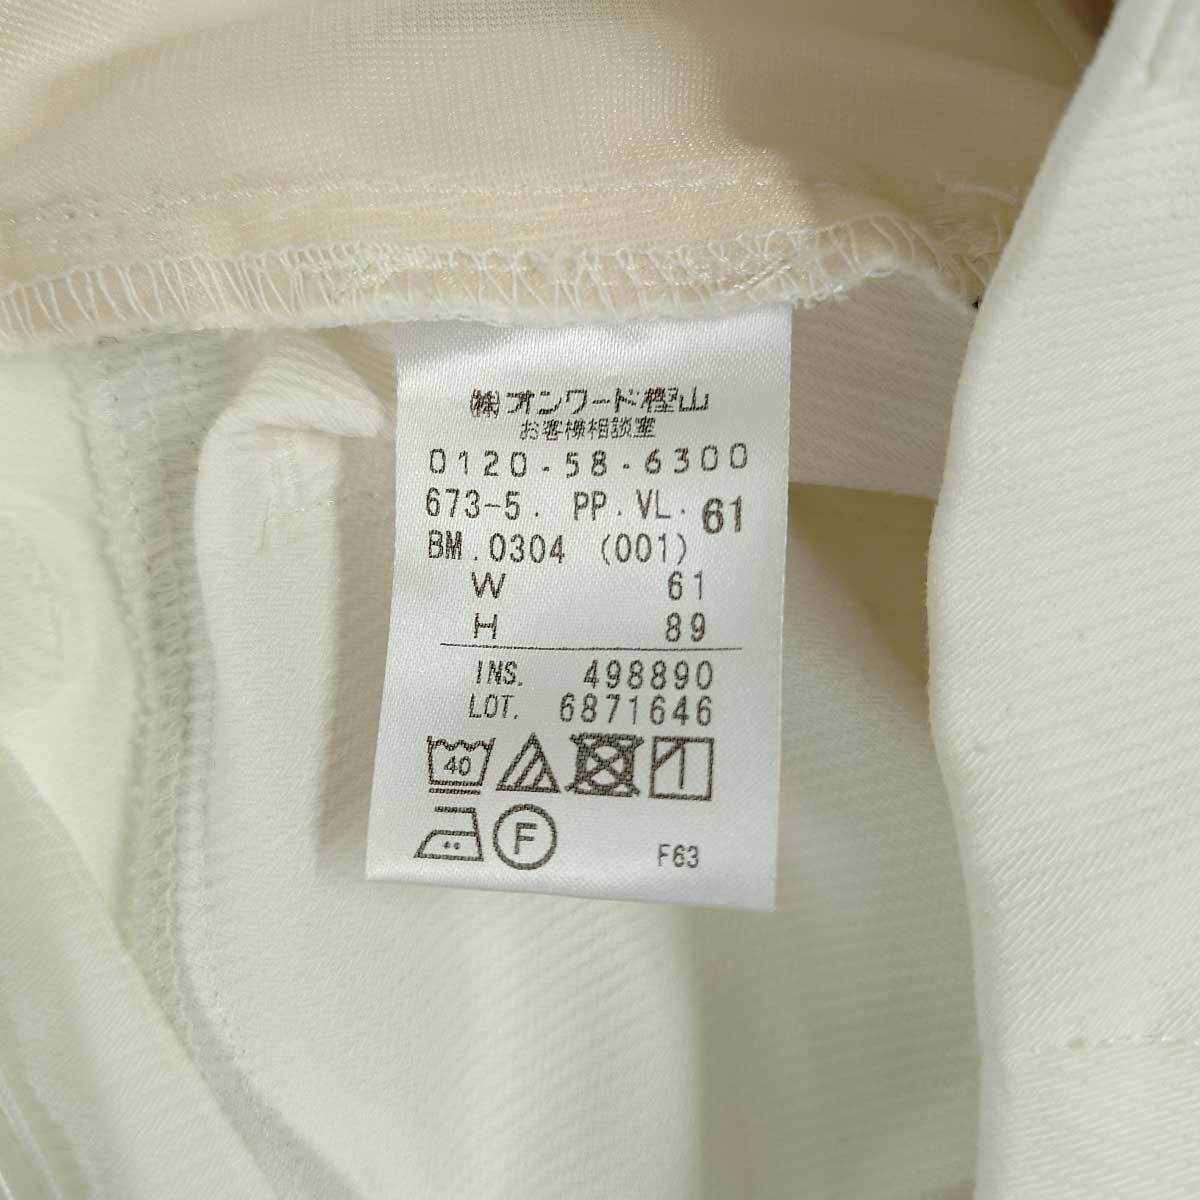 ㈱オンワード樫山
お客様相談室
0120-58-6300
673-5. PP.VL. 61
BM.0304 (001)
W 61
H 89
INS. 498890
LOT. 6871646
40
F
F63